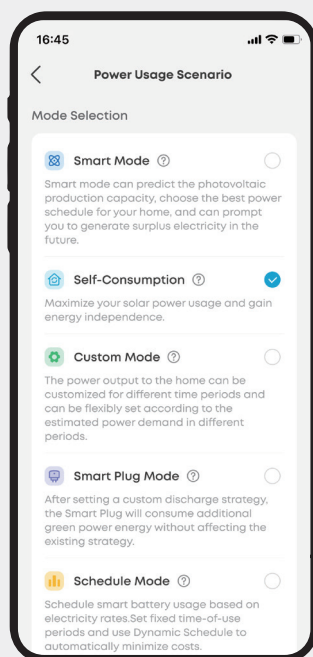 16:45
Power Usage Scenario
Mode Selection
Smart Mode ?
Smart mode can predict the photovoltaic
production capacity, choose the best power
schedule for your home, and can prompt
you to generate surplus electricity in the
future.
Self-Consumption ?
Maximize your solar power usage and gain
energy independence.
Custom Mode ?
The power output to the home can be
customized for different time periods and
can be flexibly set according to the
estimated power demand in different
periods.
Smart Plug Mode ?
After setting a custom discharge strategy,
the Smart Plug will consume additional
green power energy without affecting the
existing strategy.
Schedule Mode ?
Schedule smart battery usage based on
electricity rates.Set fixed time-of-use
periods and use Dynamic Schedule to
automatically minimize costs.